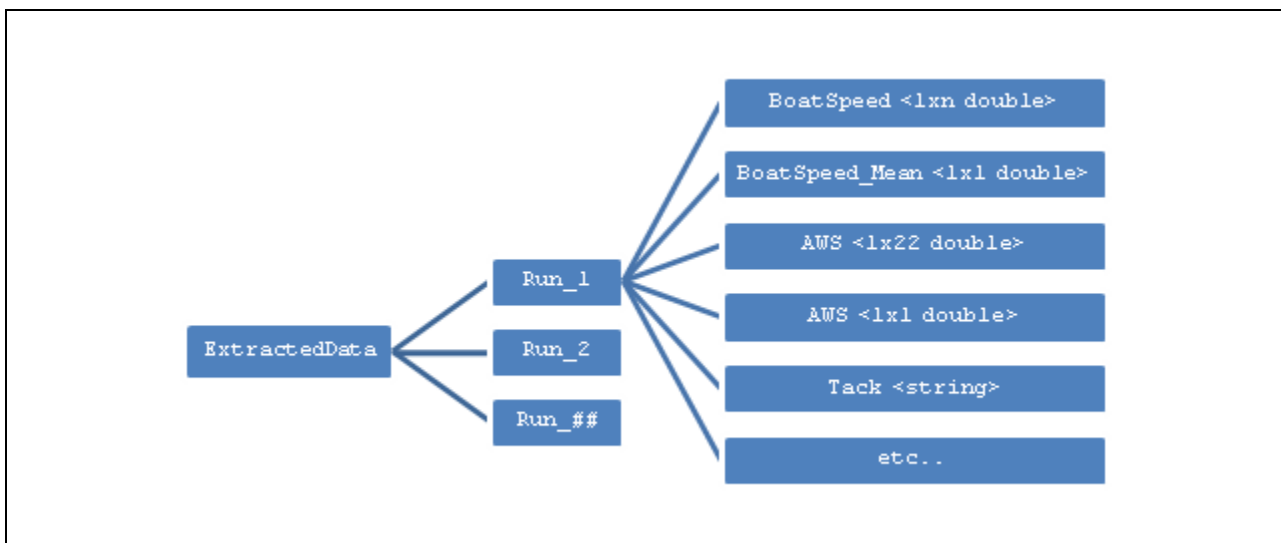 ExtractedData
Run_1
Run_2
Run_##
BoatSpeed <1xn double>
BoatSpeed_Mean <1x1 double>
AWS <1x22 double>
AWS <1x1 double>
Tack <string>
etc..